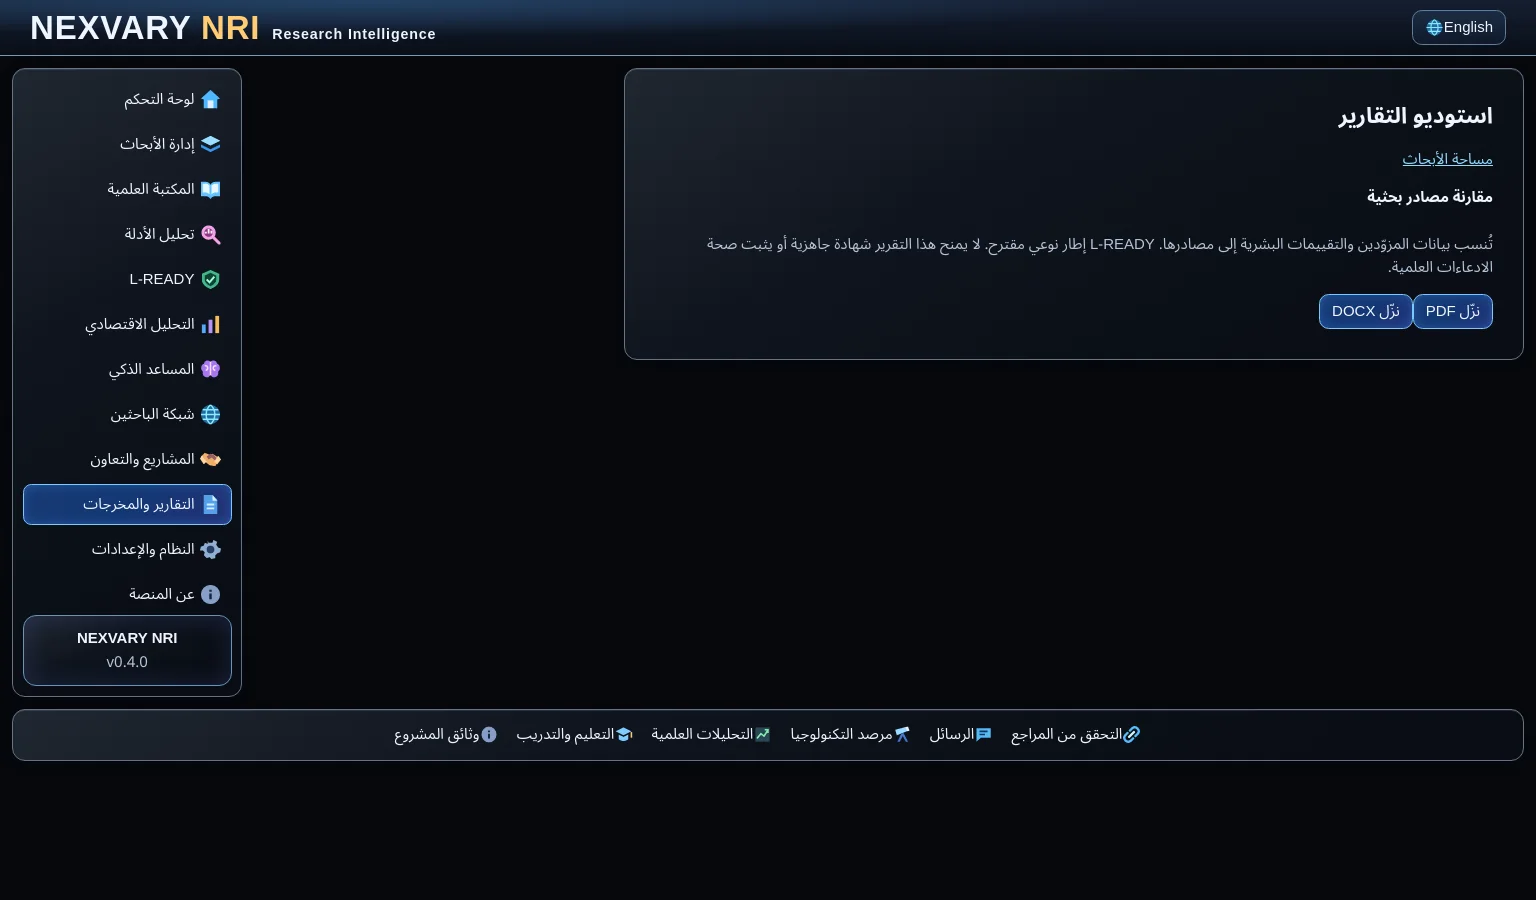 NEXVARY NRI Research Intelligence
English
استوديو التقارير
مساحة الأبحاث
مقارنة مصادر بحثية
تُنسب بيانات المزوّدين والتقييمات البشرية إلى مصادرها. L-READY إطار نوعي مقترح. لا يمنح هذا التقرير شهادة جاهزية أو يثبت صحة
الادعاءات العلمية.
نزّل PDF
نزّل DOCX
لوحة التحكم
إدارة الأبحاث
المكتبة العلمية
تحليل الأدلة
L-READY
التحليل الاقتصادي
المساعد الذكي
شبكة الباحثين
المشاريع والتعاون
التقارير والمخرجات
النظام والإعدادات
عن المنصة
NEXVARY NRI
v0.4.0
التحقق من المراجع
الرسائل
مرصد التكنولوجيا
التحليلات العلمية
التعليم والتدريب
وثائق المشروع